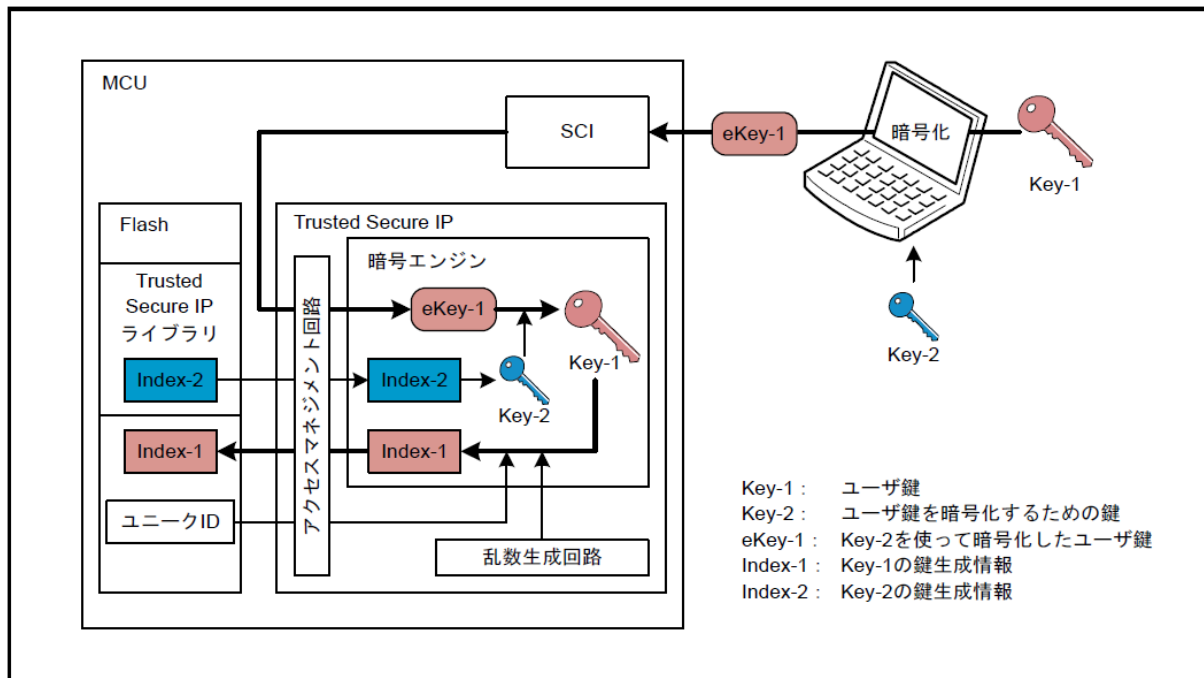 MCU
SCI
eKey-1
暗号化
Key-1
Key-2
Flash
Trusted
Secure IP
ライブラリ
Index-2
Index-1
ユニークID
Trusted Secure IP
アクセスマネジメント回路
暗号エンジン
eKey-1
Key-1
Index-2
Key-2
Index-1
乱数生成回路
Key-1： ユーザ鍵
Key-2： ユーザ鍵を暗号化するための鍵
eKey-1： Key-2を使って暗号化したユーザ鍵
Index-1： Key-1の鍵生成情報
Index-2： Key-2の鍵生成情報